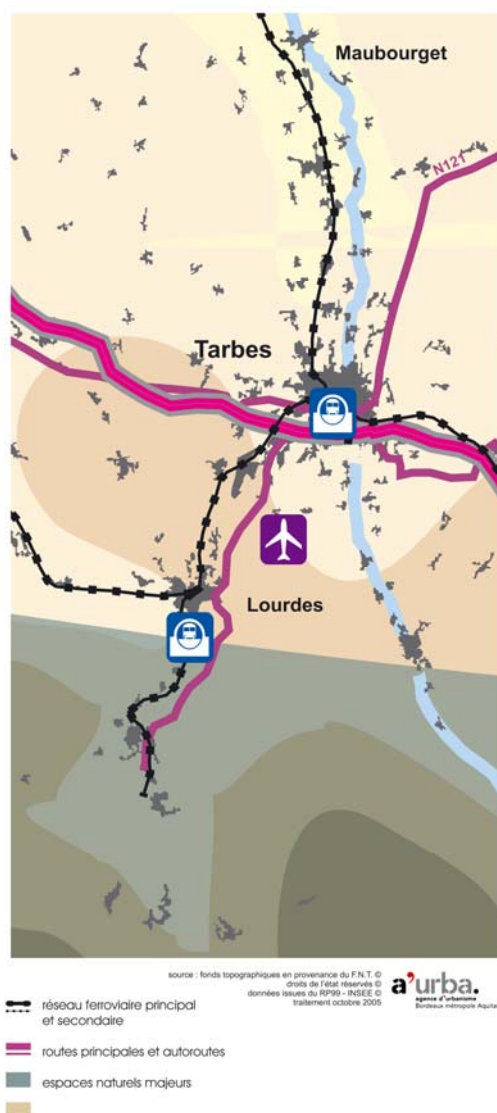 Maubourget
N121
Tarbes
Lourdes
source : fonds topographiques en provenance du F.N.T. ©
droits de l'état réservés ©
données issues du RP99 - INSEE ©
traitement octobre 2005
a'urba.
agence d'urbanisme
Bordeaux métropole Aquita
réseau ferroviaire principal
et secondaire
routes principales et autoroutes
espaces naturels majeurs